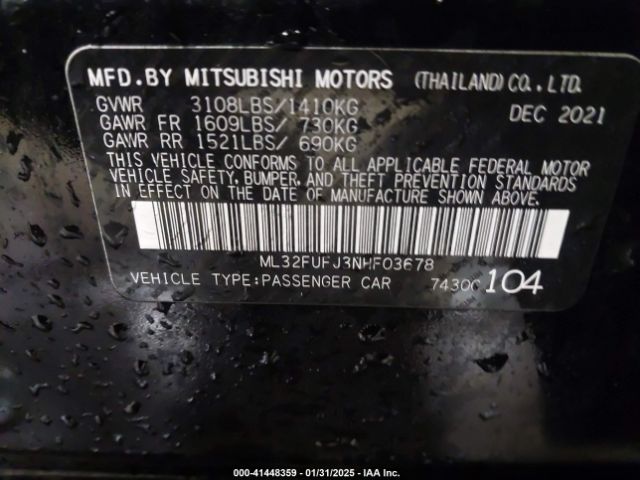 MFD. BY MITSUBISHI MOTORS (THAILAND) CO., LTD.
GVWR 3108LBS/1410KG DEC 2021
GAWR FR 1609LBS/ 730KG
GAWR RR 1521LBS/ 690KG
THIS VEHICLE CONFORMS TO ALL APPLICABLE FEDERAL MOTOR
VEHICLE SAFETY, BUMPER, AND THEFT PREVENTION STANDARDS
IN EFFECT ON THE DATE OF MANUFACTURE SHOWN ABOVE.
ML32FUFJ3NHF03678
VEHICLE TYPE:PASSENGER CAR 104
000-41448359 - 01/31/2025 - IAA Inc.